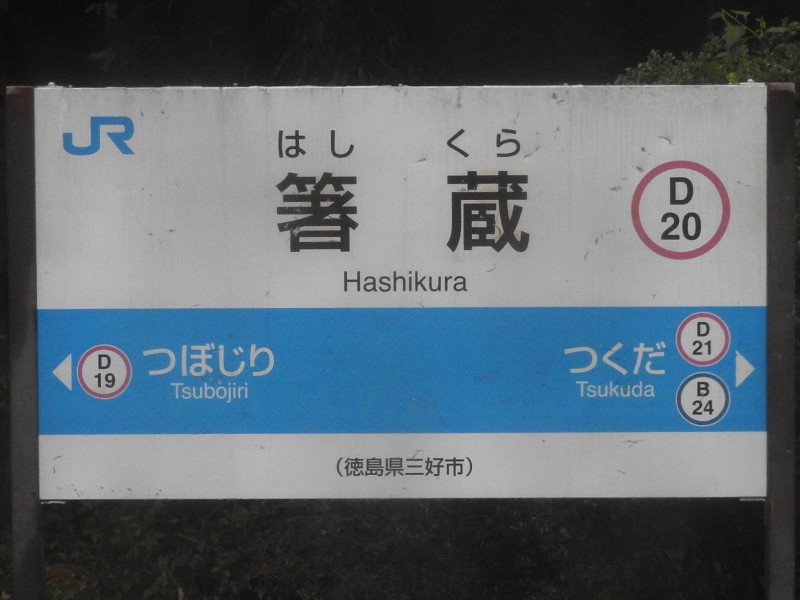 JR
はし くら
箸 蔵
D
20
Hashikura
D
19
つぼじり
Tsubojiri
つくだ
Tsukuda
D
21
B
24
（徳島県三好市）